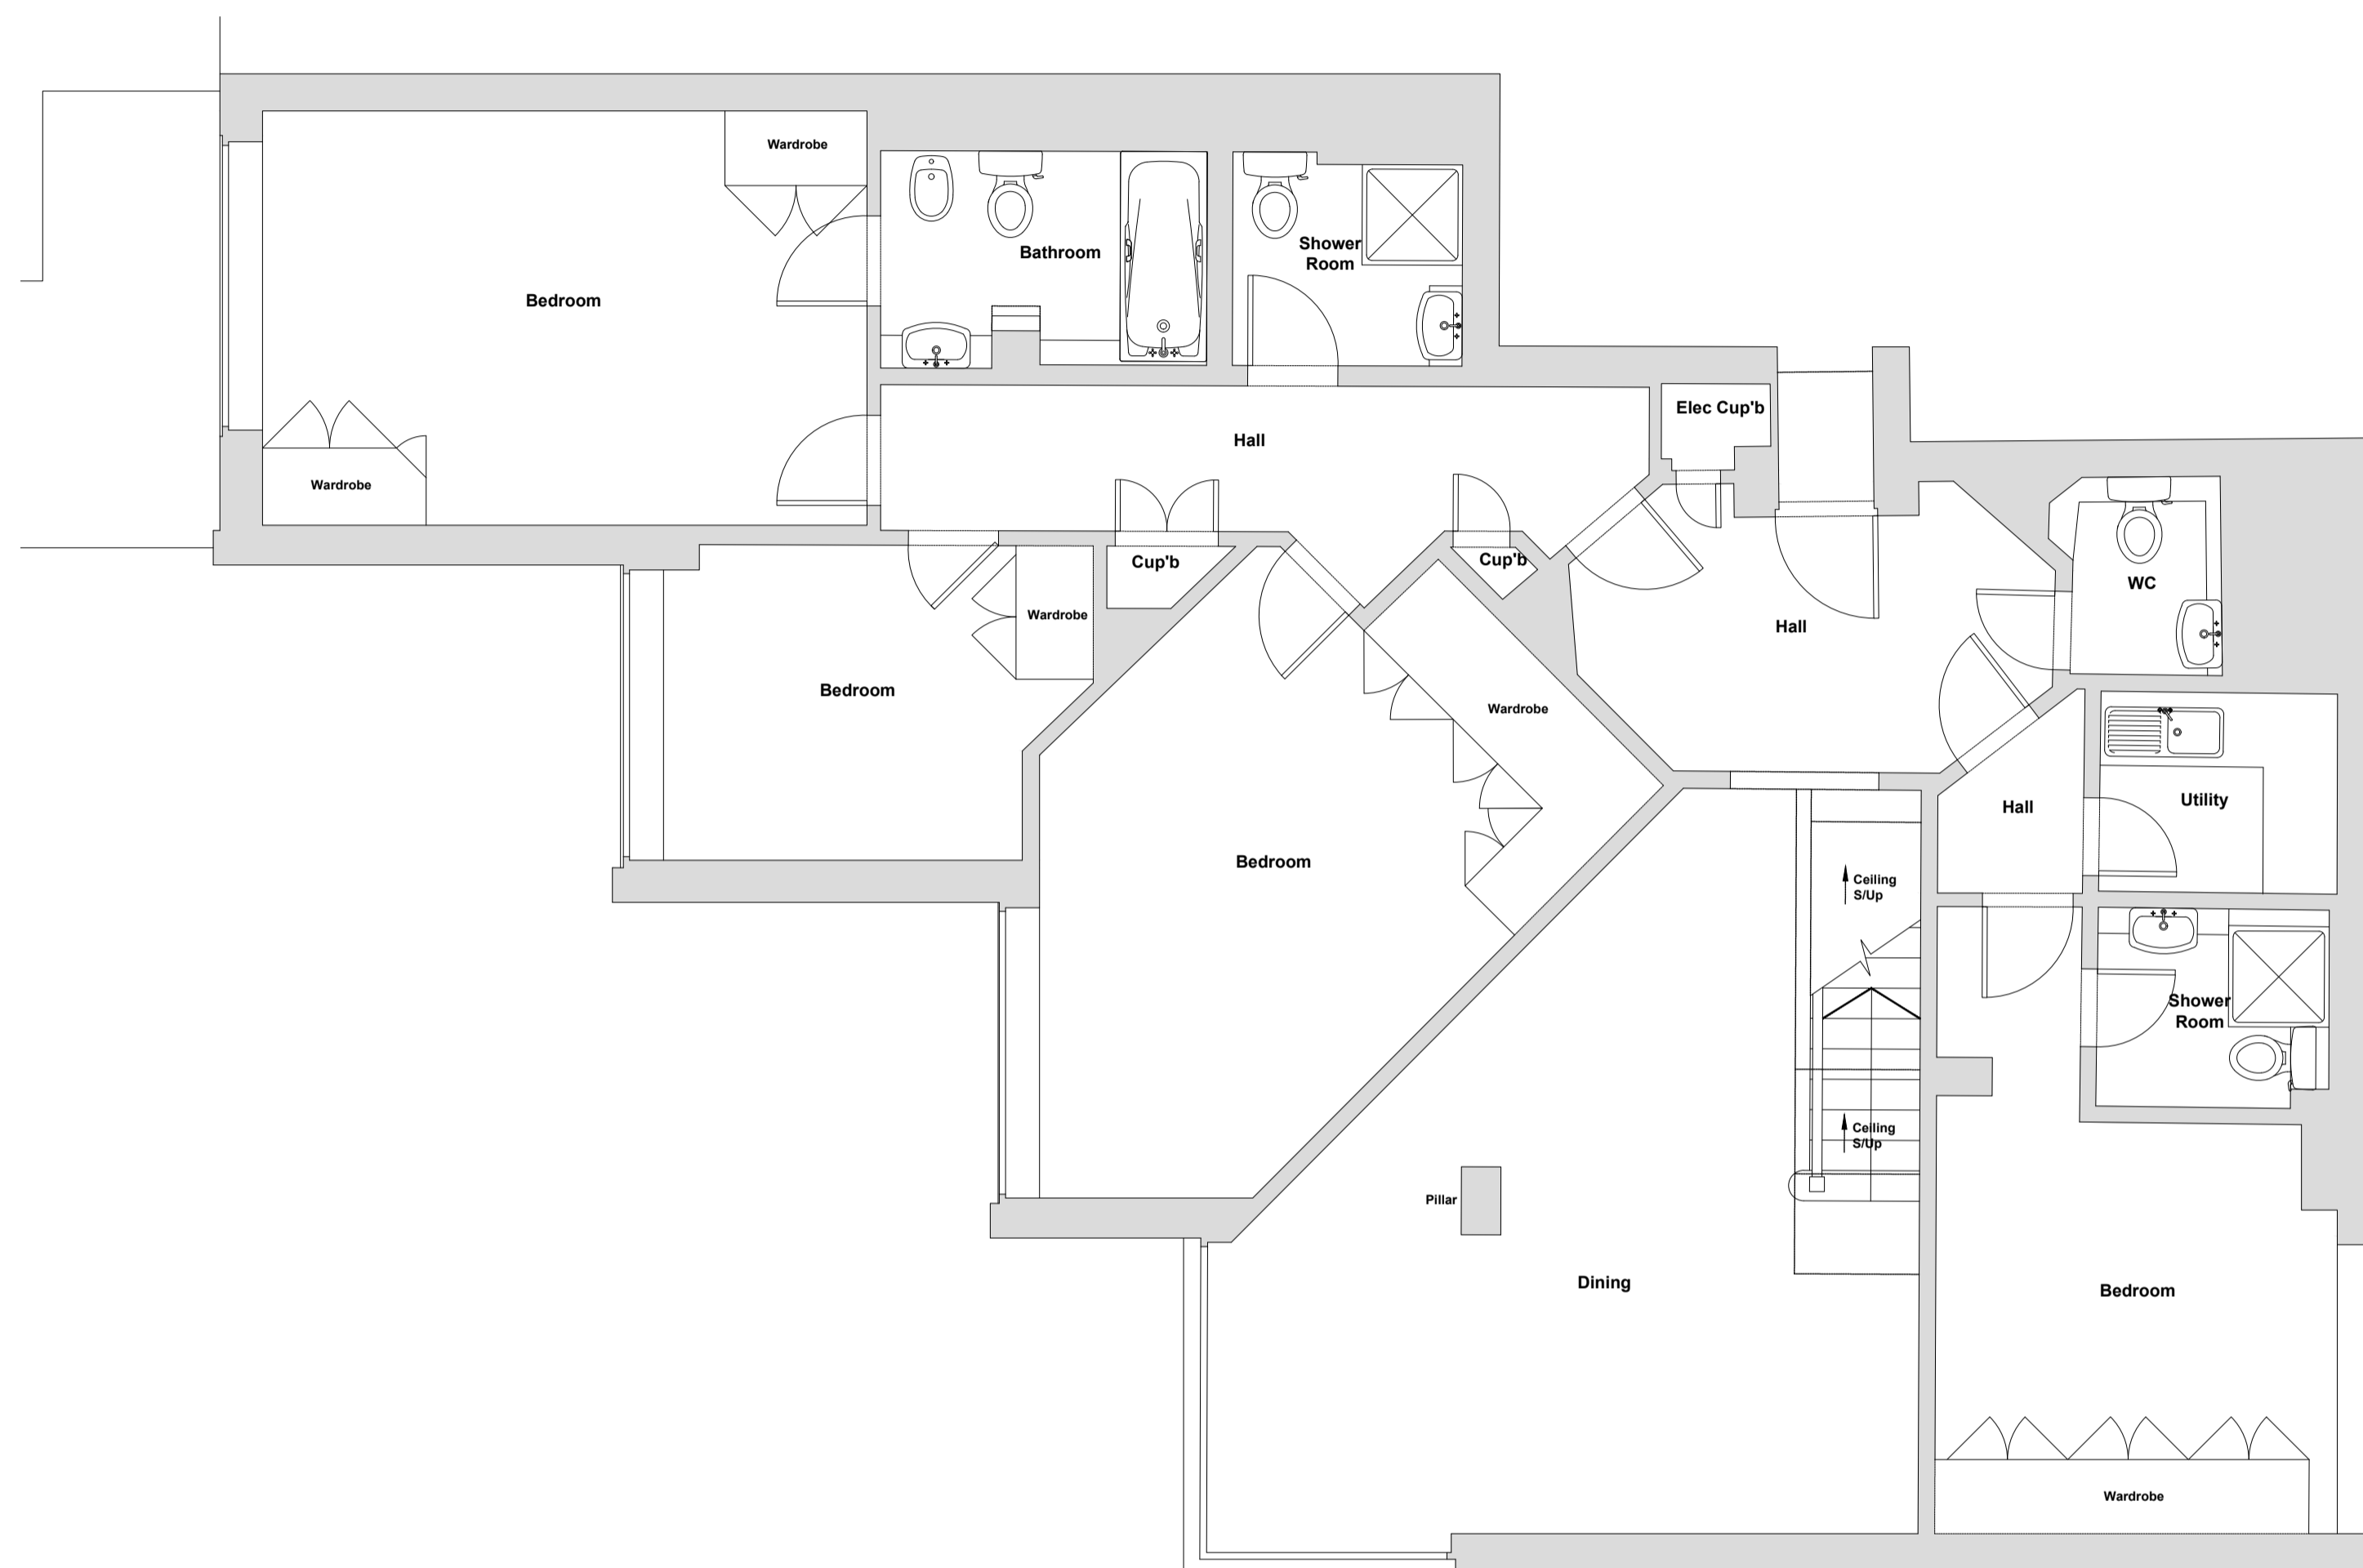 Wardrobe
Bathroom
Shower
Room
Bedroom
Elec Cup'b
Hall
Wardrobe
Cup'b
Cup'b
WC
Wardrobe
Hall
Bedroom
Wardrobe
Utility
Hall
Bedroom
Ceiling
S/Up
Shower
Room
Ceiling
S/Up
Pillar
Dining
Bedroom
Wardrobe